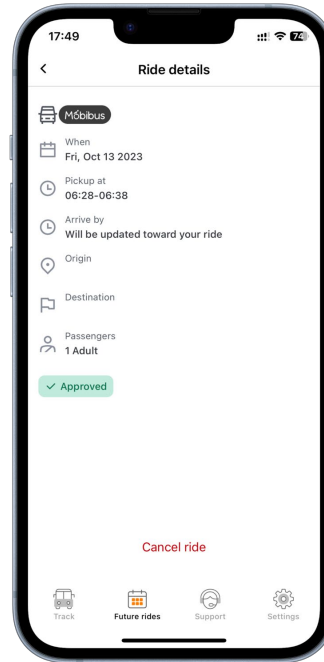 17:49
74
Ride details
Móbibus
When
Fri, Oct 13 2023
Pickup at
06:28-06:38
Arrive by
Will be updated toward your ride
Origin
Destination
Passengers
1 Adult
Approved
Cancel ride
Track
Future rides
Support
Settings